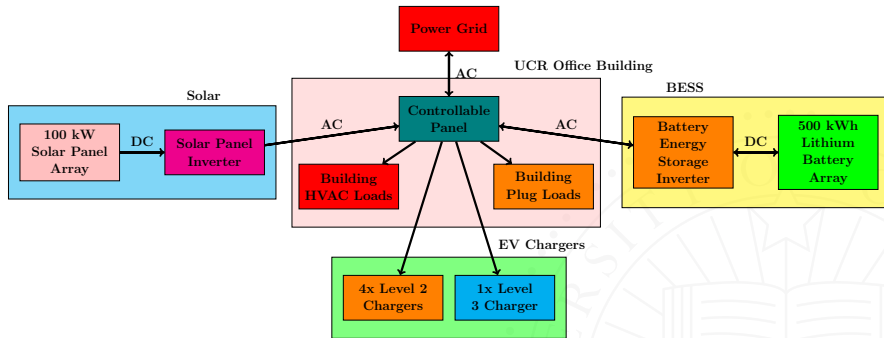 Power Grid
AC
UCR Office Building
Solar
BESS
100 kW
Solar Panel
Array
DC
Solar Panel
Inverter
AC
Controllable
Panel
AC
Battery
Energy
Storage
Inverter
DC
500 kWh
Lithium
Battery
Array
Building
HVAC Loads
Building
Plug Loads
EV Chargers
4x Level 2
Chargers
1x Level
3 Charger